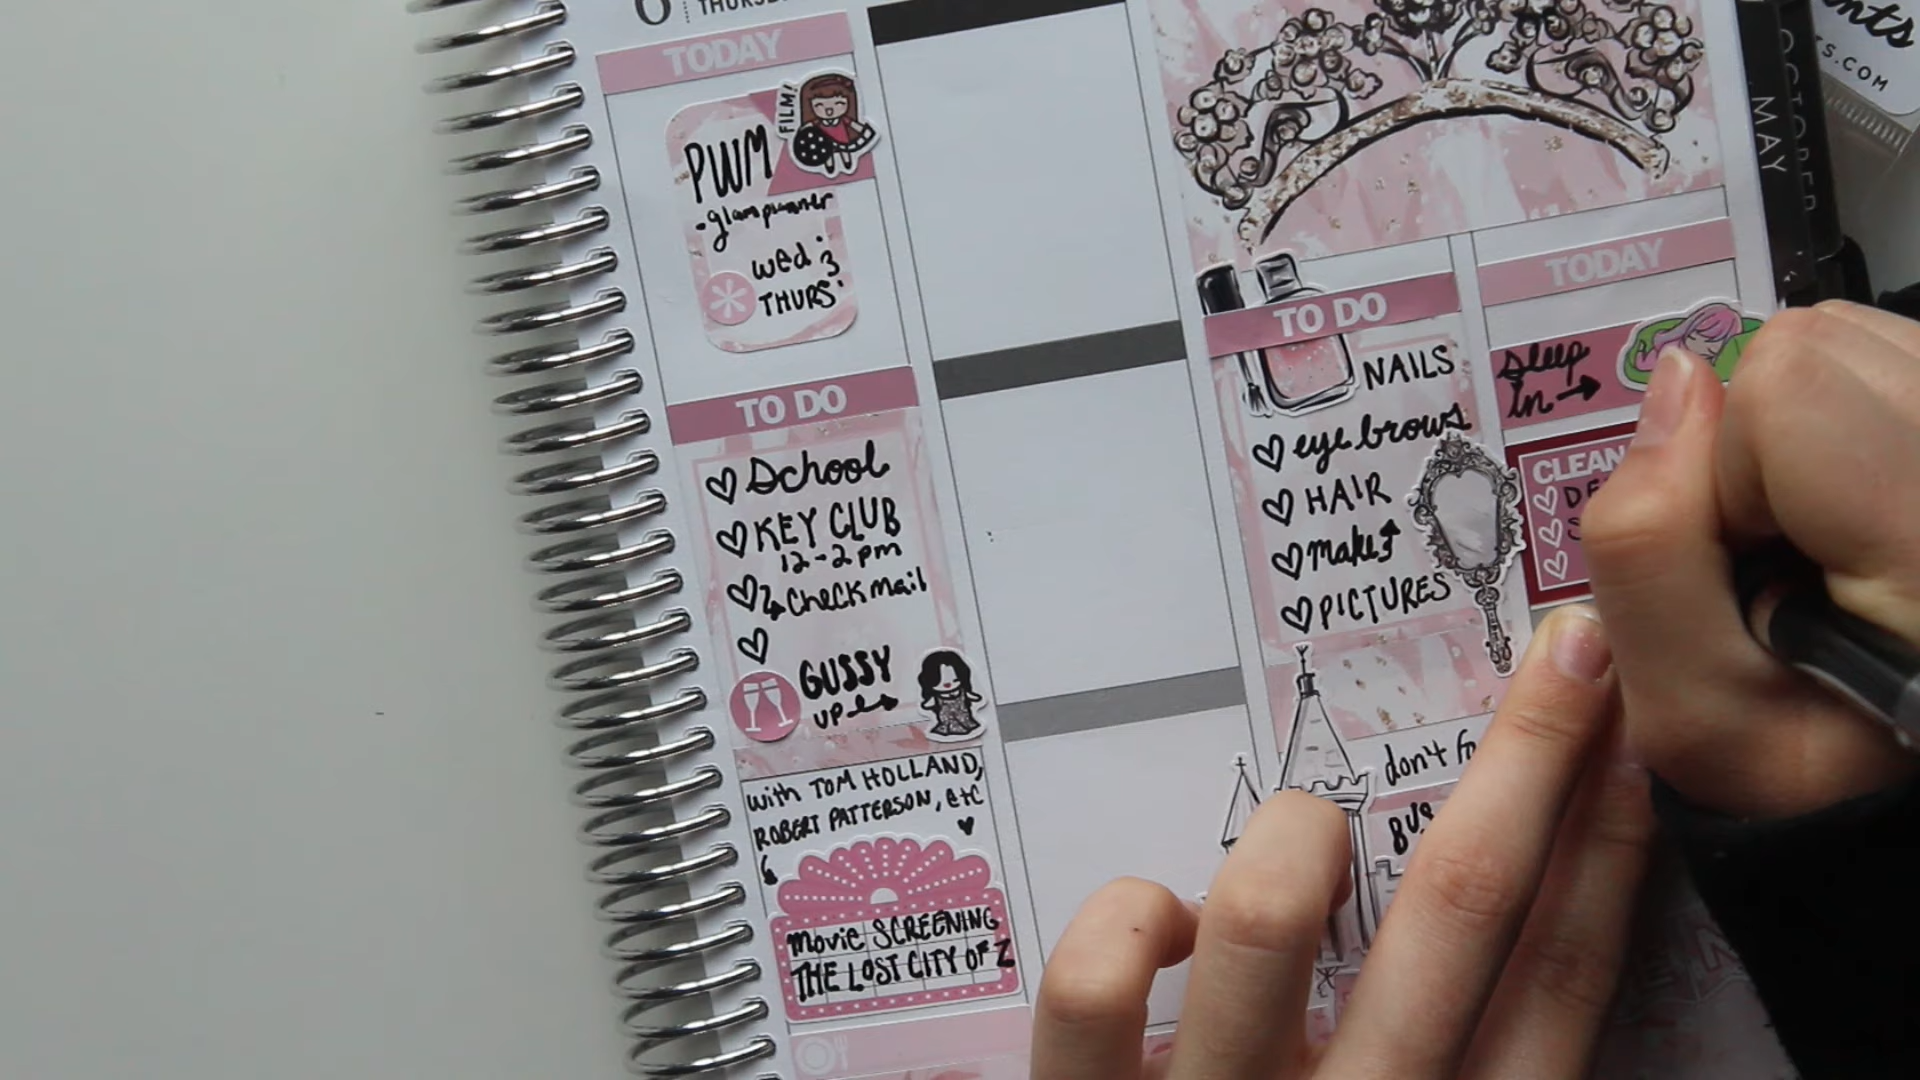 6
TODAY
FILM!
PWM
-glam planner
wed 3
THURS
TO DO
School
KEY CLUB
12-2pm
check mail
GUSSY
UP
with TOM HOLLAND,
ROBERT PATTERSON, etc
movie SCREENING
THE LOST CITY OF Z
TO DO
NAILS
eye brows
HAIR
make↑
PICTURES
don't
TODAY
Sleep
in→
CLEAN
OCTOBER
MAY
S.COM